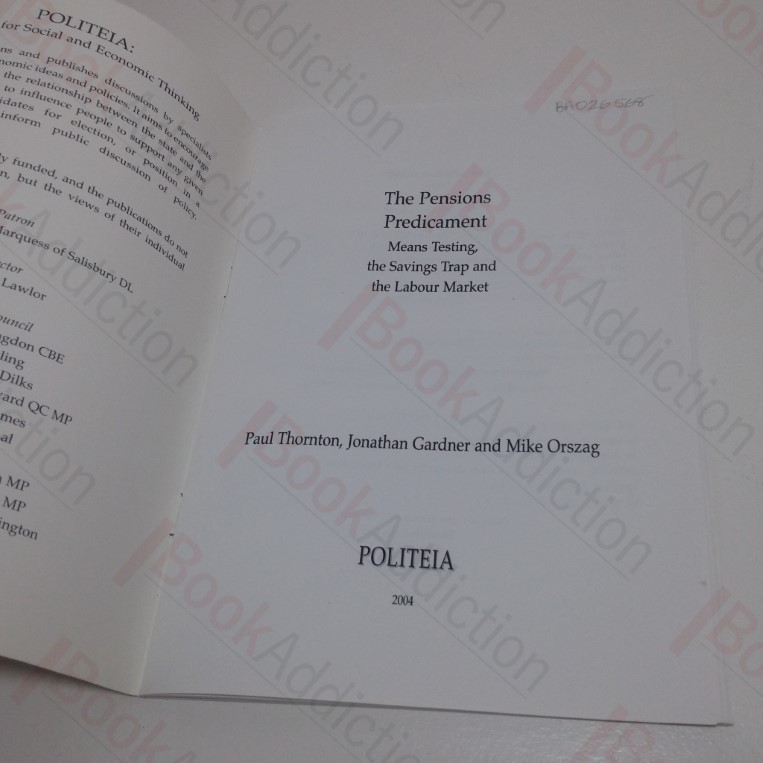 POLITEIA:
for Social and Economic Thinking
ns and publishes discussions by specialists
nomic ideas and policies. It aims to encourage
the relationship between the state and the
to influence people to support any given
idates for election, or position in a
inform public discussion of policy.
ly funded, and the publications do not
n, but the views of their individual
Patron
Marquess of Salisbury DL
ctor
Lawlor
ouncil
gdon CBE
ling
Dilks
ard QC MP
mes
al
MP
MP
ington
BA026568
The Pensions
Predicament
Means Testing,
the Savings Trap and
the Labour Market
Paul Thornton, Jonathan Gardner and Mike Orszag
POLITEIA
2004
BookAddiction